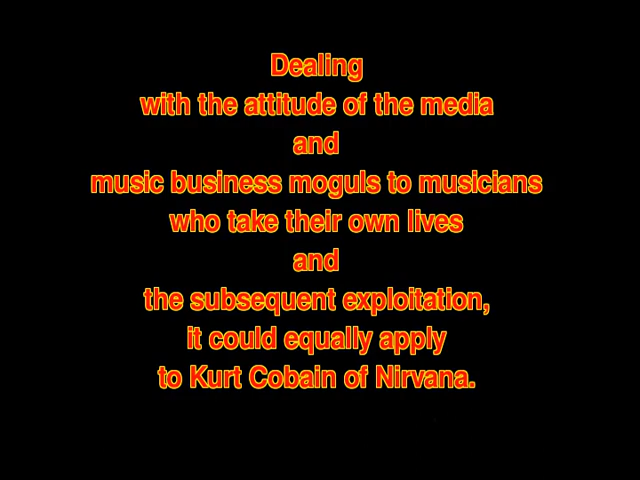 Dealing
with the attitude of the media
and
music business moguls to musicians
who take their own lives
and
the subsequent exploitation,
it could equally apply
to Kurt Cobain of Nirvana.